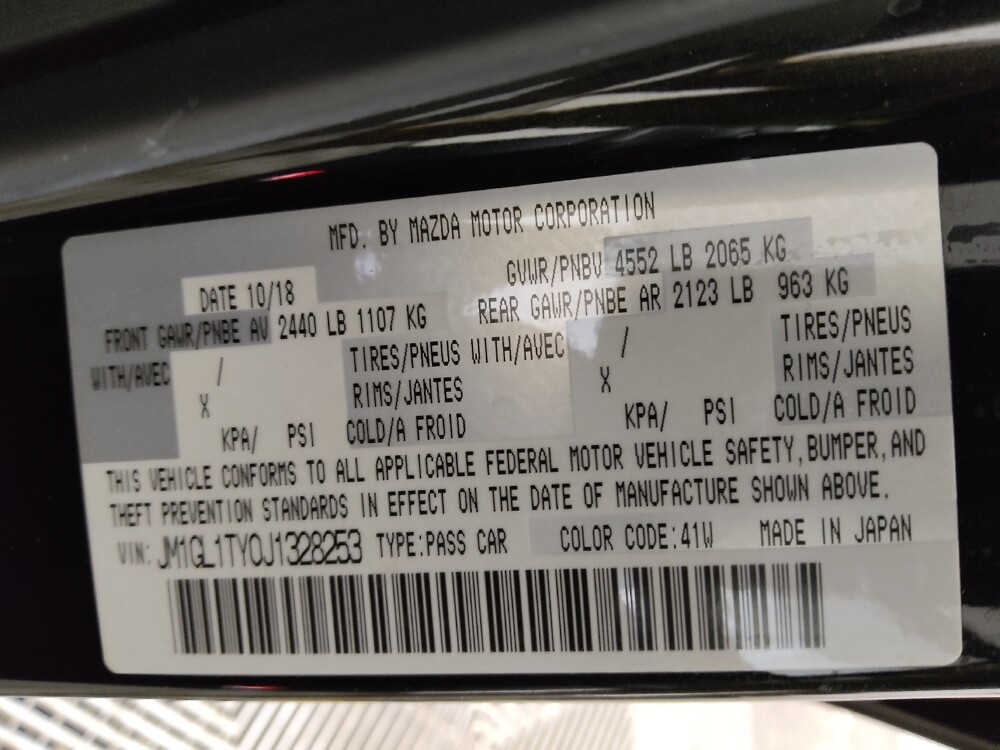 MFD. BY MAZDA MOTOR CORPORATION
DATE 10/18 GVWR/PNBV 4552 LB 2065 KG
FRONT GAWR/PNBE AV 2440 LB 1107 KG REAR GAWR/PNBE AR 2123 LB 963 KG
WITH/AVEC / TIRES/PNEUS WITH/AVEC / TIRES/PNEUS
X RIMS/JANTES X RIMS/JANTES
KPA/ PSI COLD/A FROID KPA/ PSI COLD/A FROID
THIS VEHICLE CONFORMS TO ALL APPLICABLE FEDERAL MOTOR VEHICLE SAFETY, BUMPER, AND
THEFT PREVENTION STANDARDS IN EFFECT ON THE DATE OF MANUFACTURE SHOWN ABOVE.
VIN: JM1GL1TY0J1328253 TYPE:PASS CAR COLOR CODE:41W MADE IN JAPAN